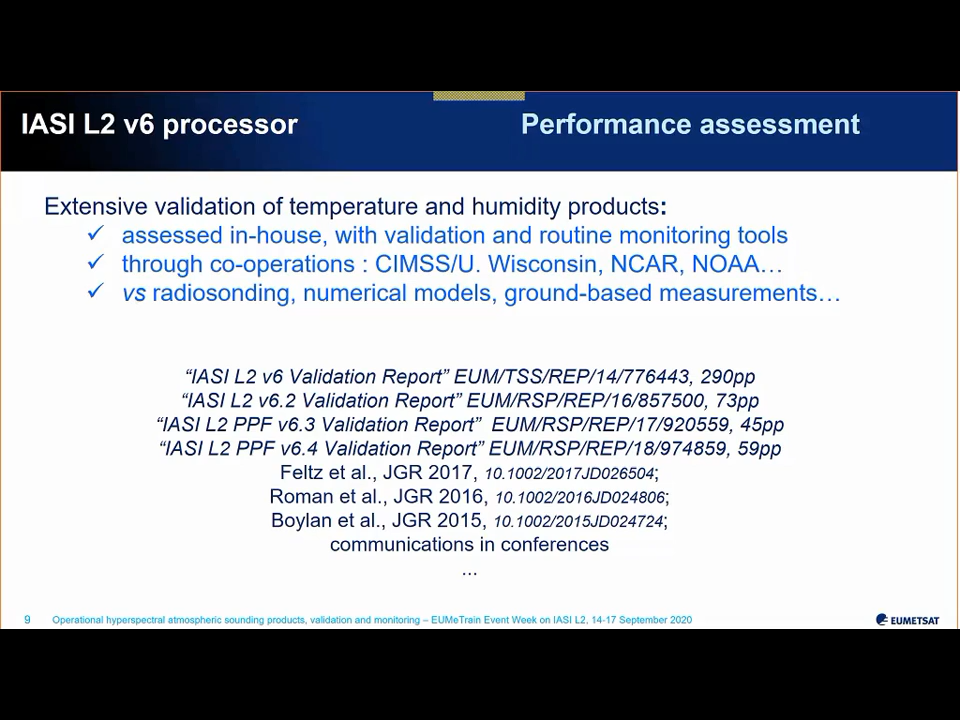 IASI L2 v6 processor
Performance assessment
Extensive validation of temperature and humidity products:
✓ assessed in-house, with validation and routine monitoring tools
✓ through co-operations : CIMSS/U. Wisconsin, NCAR, NOAA…
✓ vs radiosonding, numerical models, ground-based measurements…
“IASI L2 v6 Validation Report” EUM/TSS/REP/14/776443, 290pp
“IASI L2 v6.2 Validation Report” EUM/RSP/REP/16/857500, 73pp
“IASI L2 PPF v6.3 Validation Report” EUM/RSP/REP/17/920559, 45pp
“IASI L2 PPF v6.4 Validation Report” EUM/RSP/REP/18/974859, 59pp
Feltz et al., JGR 2017, 10.1002/2017JD026504;
Roman et al., JGR 2016, 10.1002/2016JD024806;
Boylan et al., JGR 2015, 10.1002/2015JD024724;
communications in conferences
...
9 Operational hyperspectral atmospheric sounding products, validation and monitoring – EUMeTrain Event Week on IASI L2, 14-17 September 2020
EUMETSAT